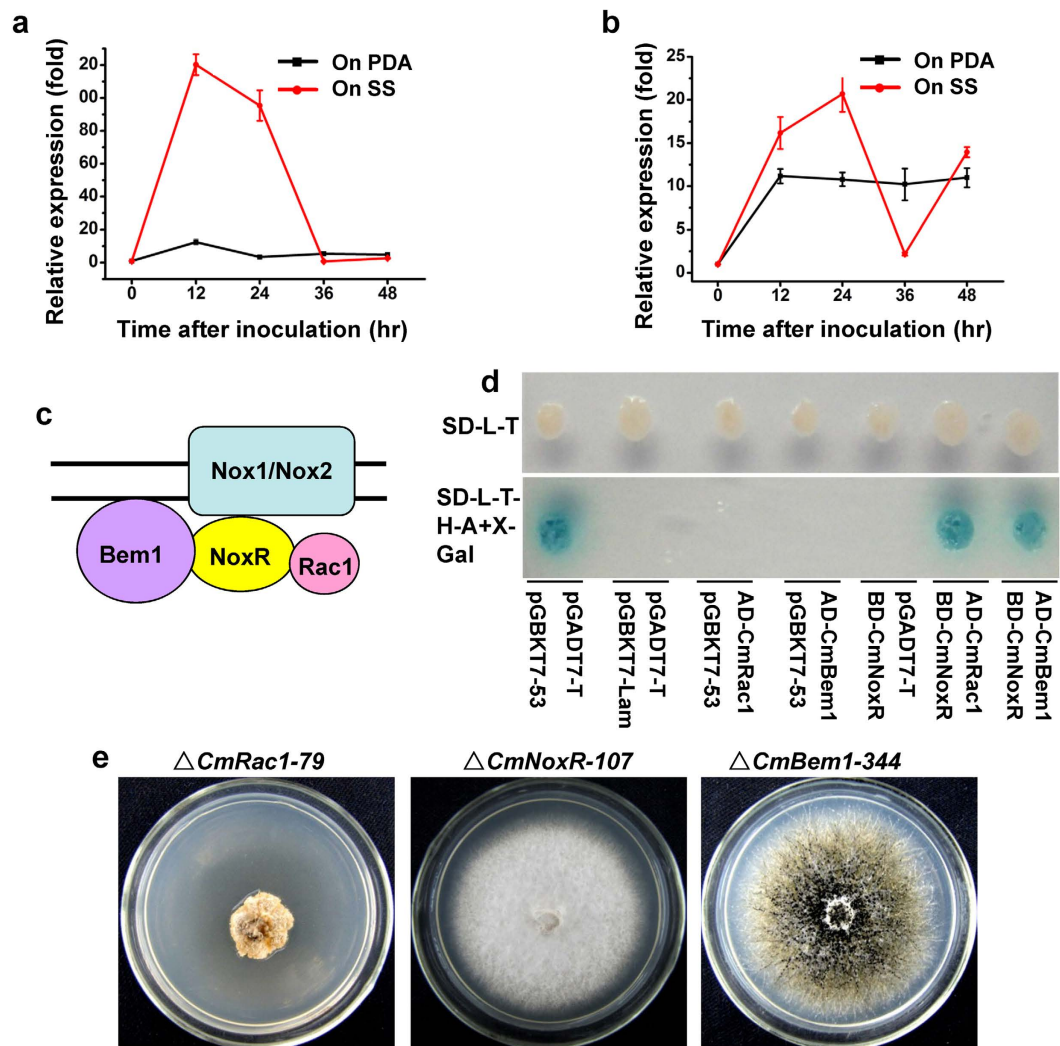 a
Relative expression (fold)
20
00
80
60
40
20
0
On PDA
On SS
0 12 24 36 48
Time after inoculation (hr)
b
Relative expression (fold)
25
20
15
10
5
0
On PDA
On SS
0 12 24 36 48
Time after inoculation (hr)
c
Nox1/Nox2
Bem1
NoxR
Rac1
d
SD-L-T
SD-L-T-
H-A+X-
Gal
pGBKT7-53
pGADT7-T
pGBKT7-Lam
pGADT7-T
pGBKT7-53
AD-CmRac1
pGBKT7-53
AD-CmBem1
BD-CmNoxR
pGADT7-T
BD-CmNoxR
AD-CmRac1
BD-CmNoxR
AD-CmBem1
e
△CmRac1-79
△CmNoxR-107
△CmBem1-344